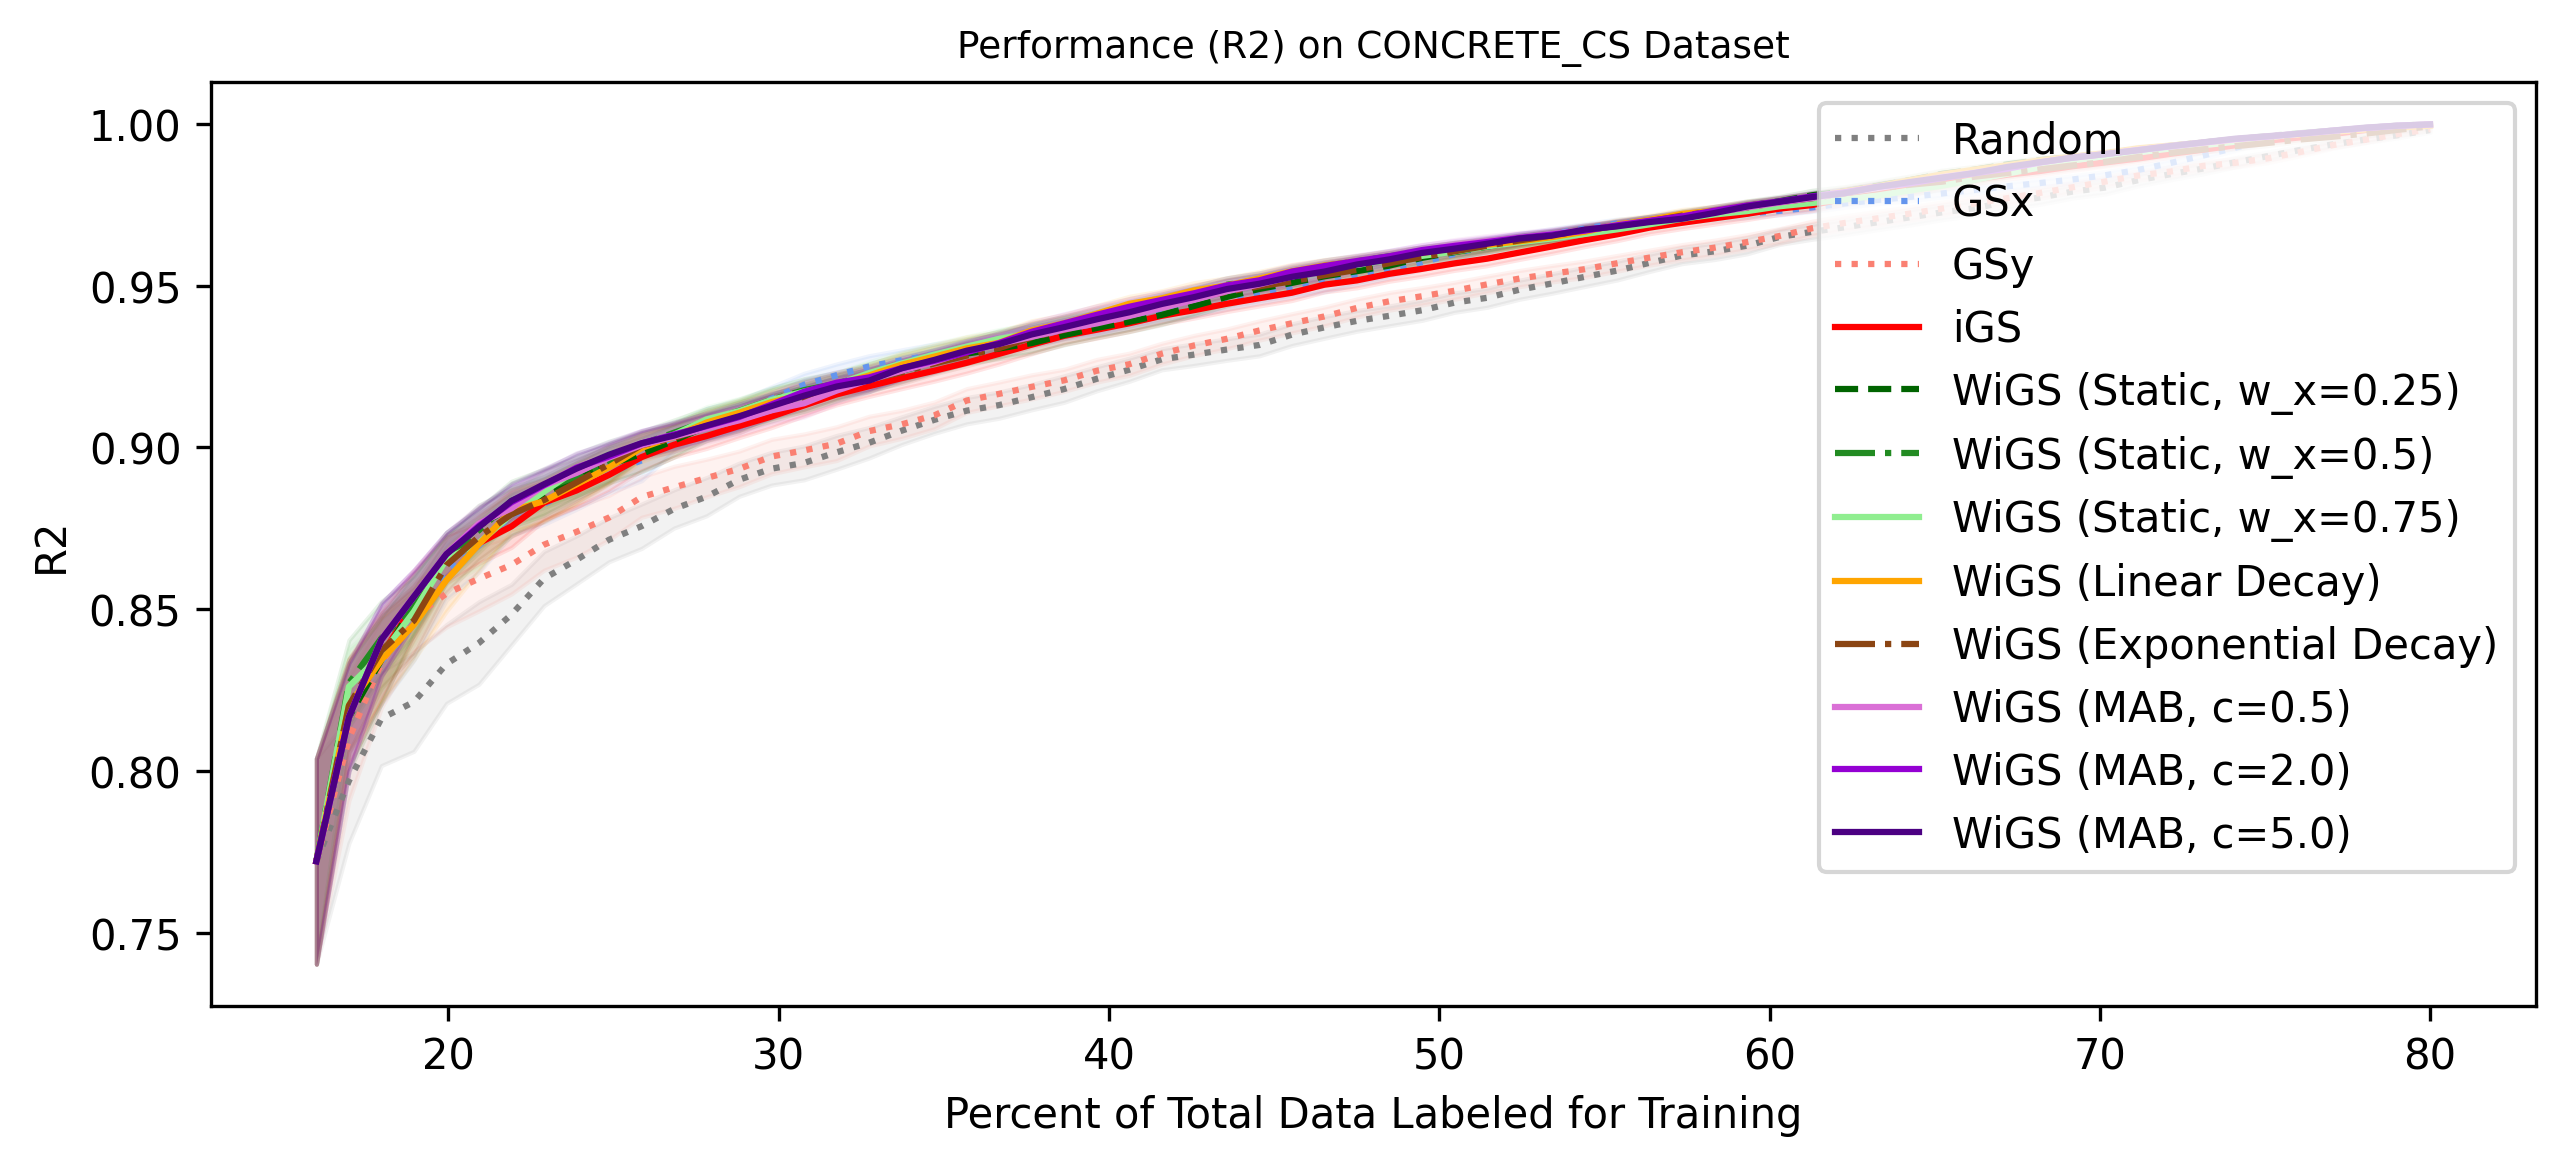 Performance (R2) on CONCRETE_CS Dataset
1.00
0.95
0.90
0.85
0.80
0.75
R2
20 30 40 50 60 70 80
Percent of Total Data Labeled for Training
Random
GSx
GSy
iGS
WiGS (Static, w_x=0.25)
WiGS (Static, w_x=0.5)
WiGS (Static, w_x=0.75)
WiGS (Linear Decay)
WiGS (Exponential Decay)
WiGS (MAB, c=0.5)
WiGS (MAB, c=2.0)
WiGS (MAB, c=5.0)